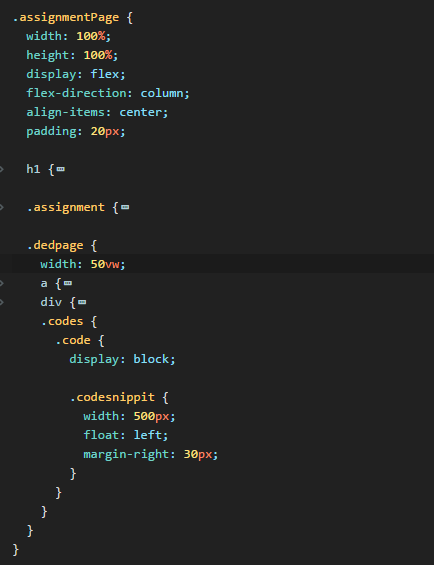 .assignmentPage {
width: 100%;
height: 100%;
display: flex;
flex-direction: column;
align-items: center;
padding: 20px;
h1 {…
.assignment {…
.dedpage {
width: 50vw;
a {…
div {…
.codes {
.code {
display: block;
.codesnippit {
width: 500px;
float: left;
margin-right: 30px;
}
}
}
}
}